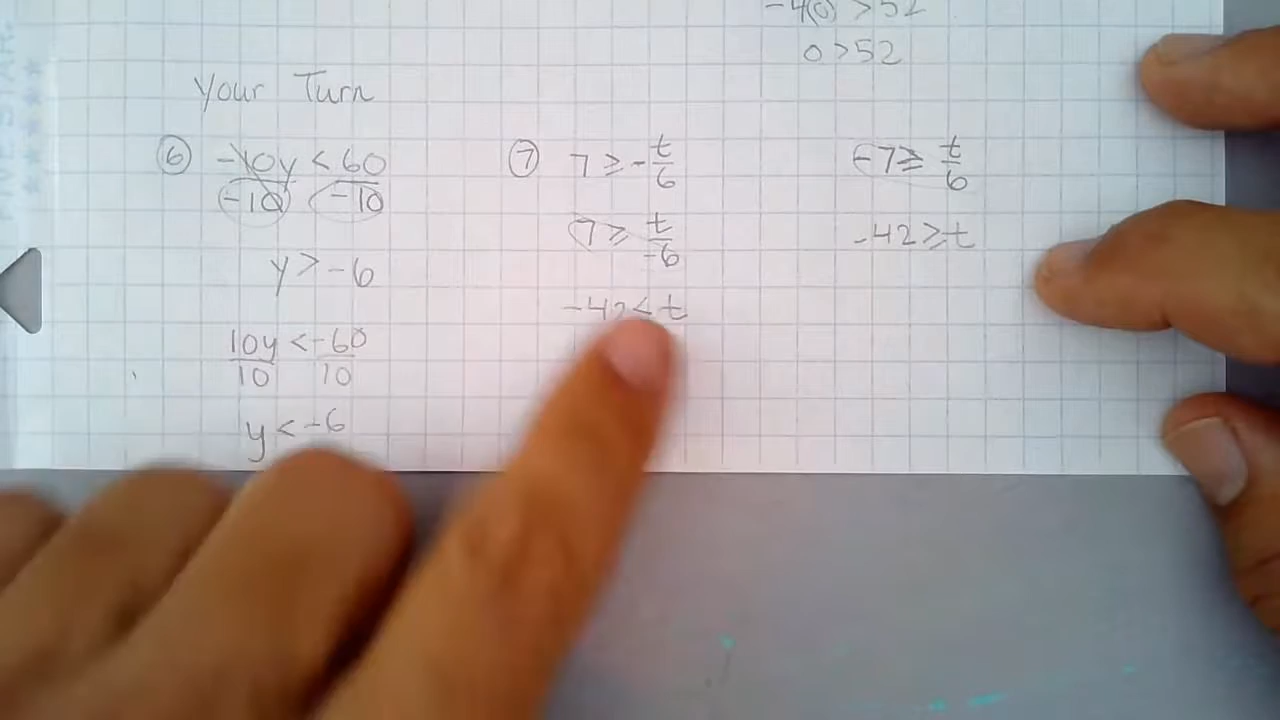 -4(0) > 52
0 > 52
Your Turn
⑥ -10y < 60
-10 -10
y > -6
10y < -60
10 10
y < -6
⑦ 7 ≥ -t/6
7 ≥ t/-6
-42 ≤ t
-7 ≥ t/6
-42 ≥ t